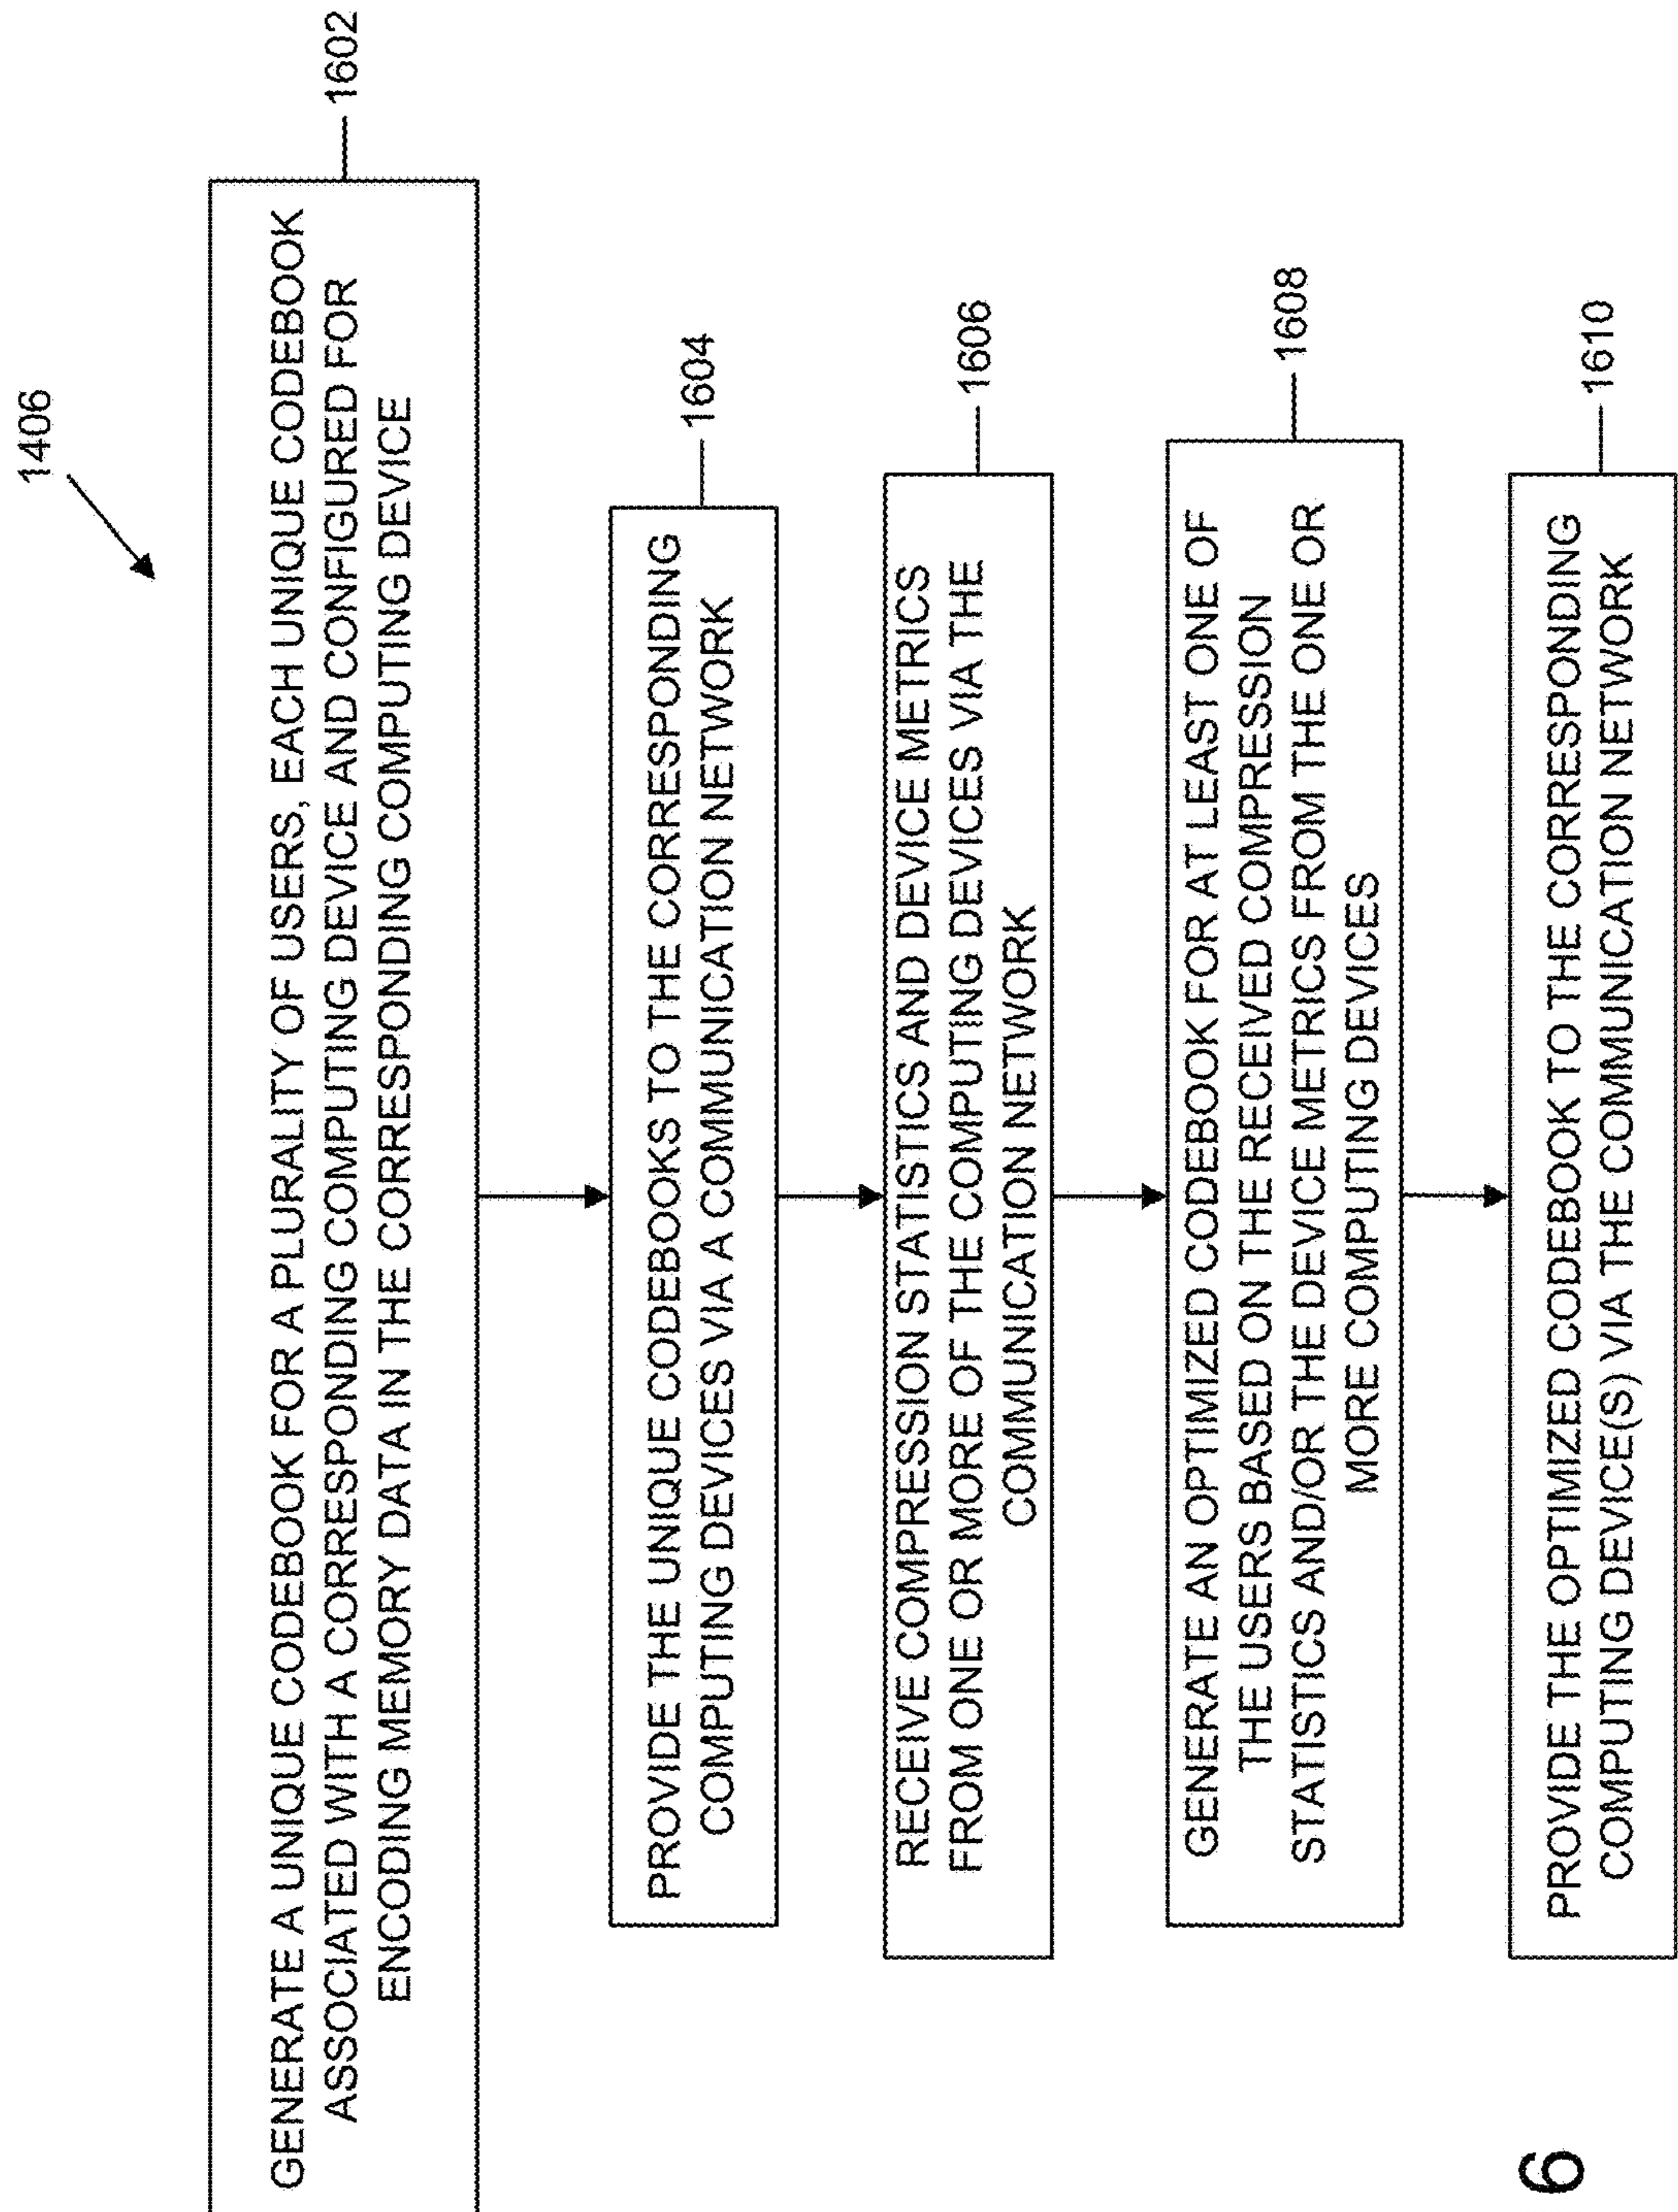 1406
GENERATE A UNIQUE CODEBOOK FOR A PLURALITY OF USERS, EACH UNIQUE CODEBOOK
ASSOCIATED WITH A CORRESPONDING COMPUTING DEVICE AND CONFIGURED FOR
ENCODING MEMORY DATA IN THE CORRESPONDING COMPUTING DEVICE
1602
PROVIDE THE UNIQUE CODEBOOKS TO THE CORRESPONDING
COMPUTING DEVICES VIA A COMMUNICATION NETWORK
1604
RECEIVE COMPRESSION STATISTICS AND DEVICE METRICS
FROM ONE OR MORE OF THE COMPUTING DEVICES VIA THE
COMMUNICATION NETWORK
1606
GENERATE AN OPTIMIZED CODEBOOK FOR AT LEAST ONE OF
THE USERS BASED ON THE RECEIVED COMPRESSION
STATISTICS AND/OR THE DEVICE METRICS FROM THE ONE OR
MORE COMPUTING DEVICES
1608
PROVIDE THE OPTIMIZED CODEBOOK TO THE CORRESPONDING
COMPUTING DEVICE(S) VIA THE COMMUNICATION NETWORK
1610
6